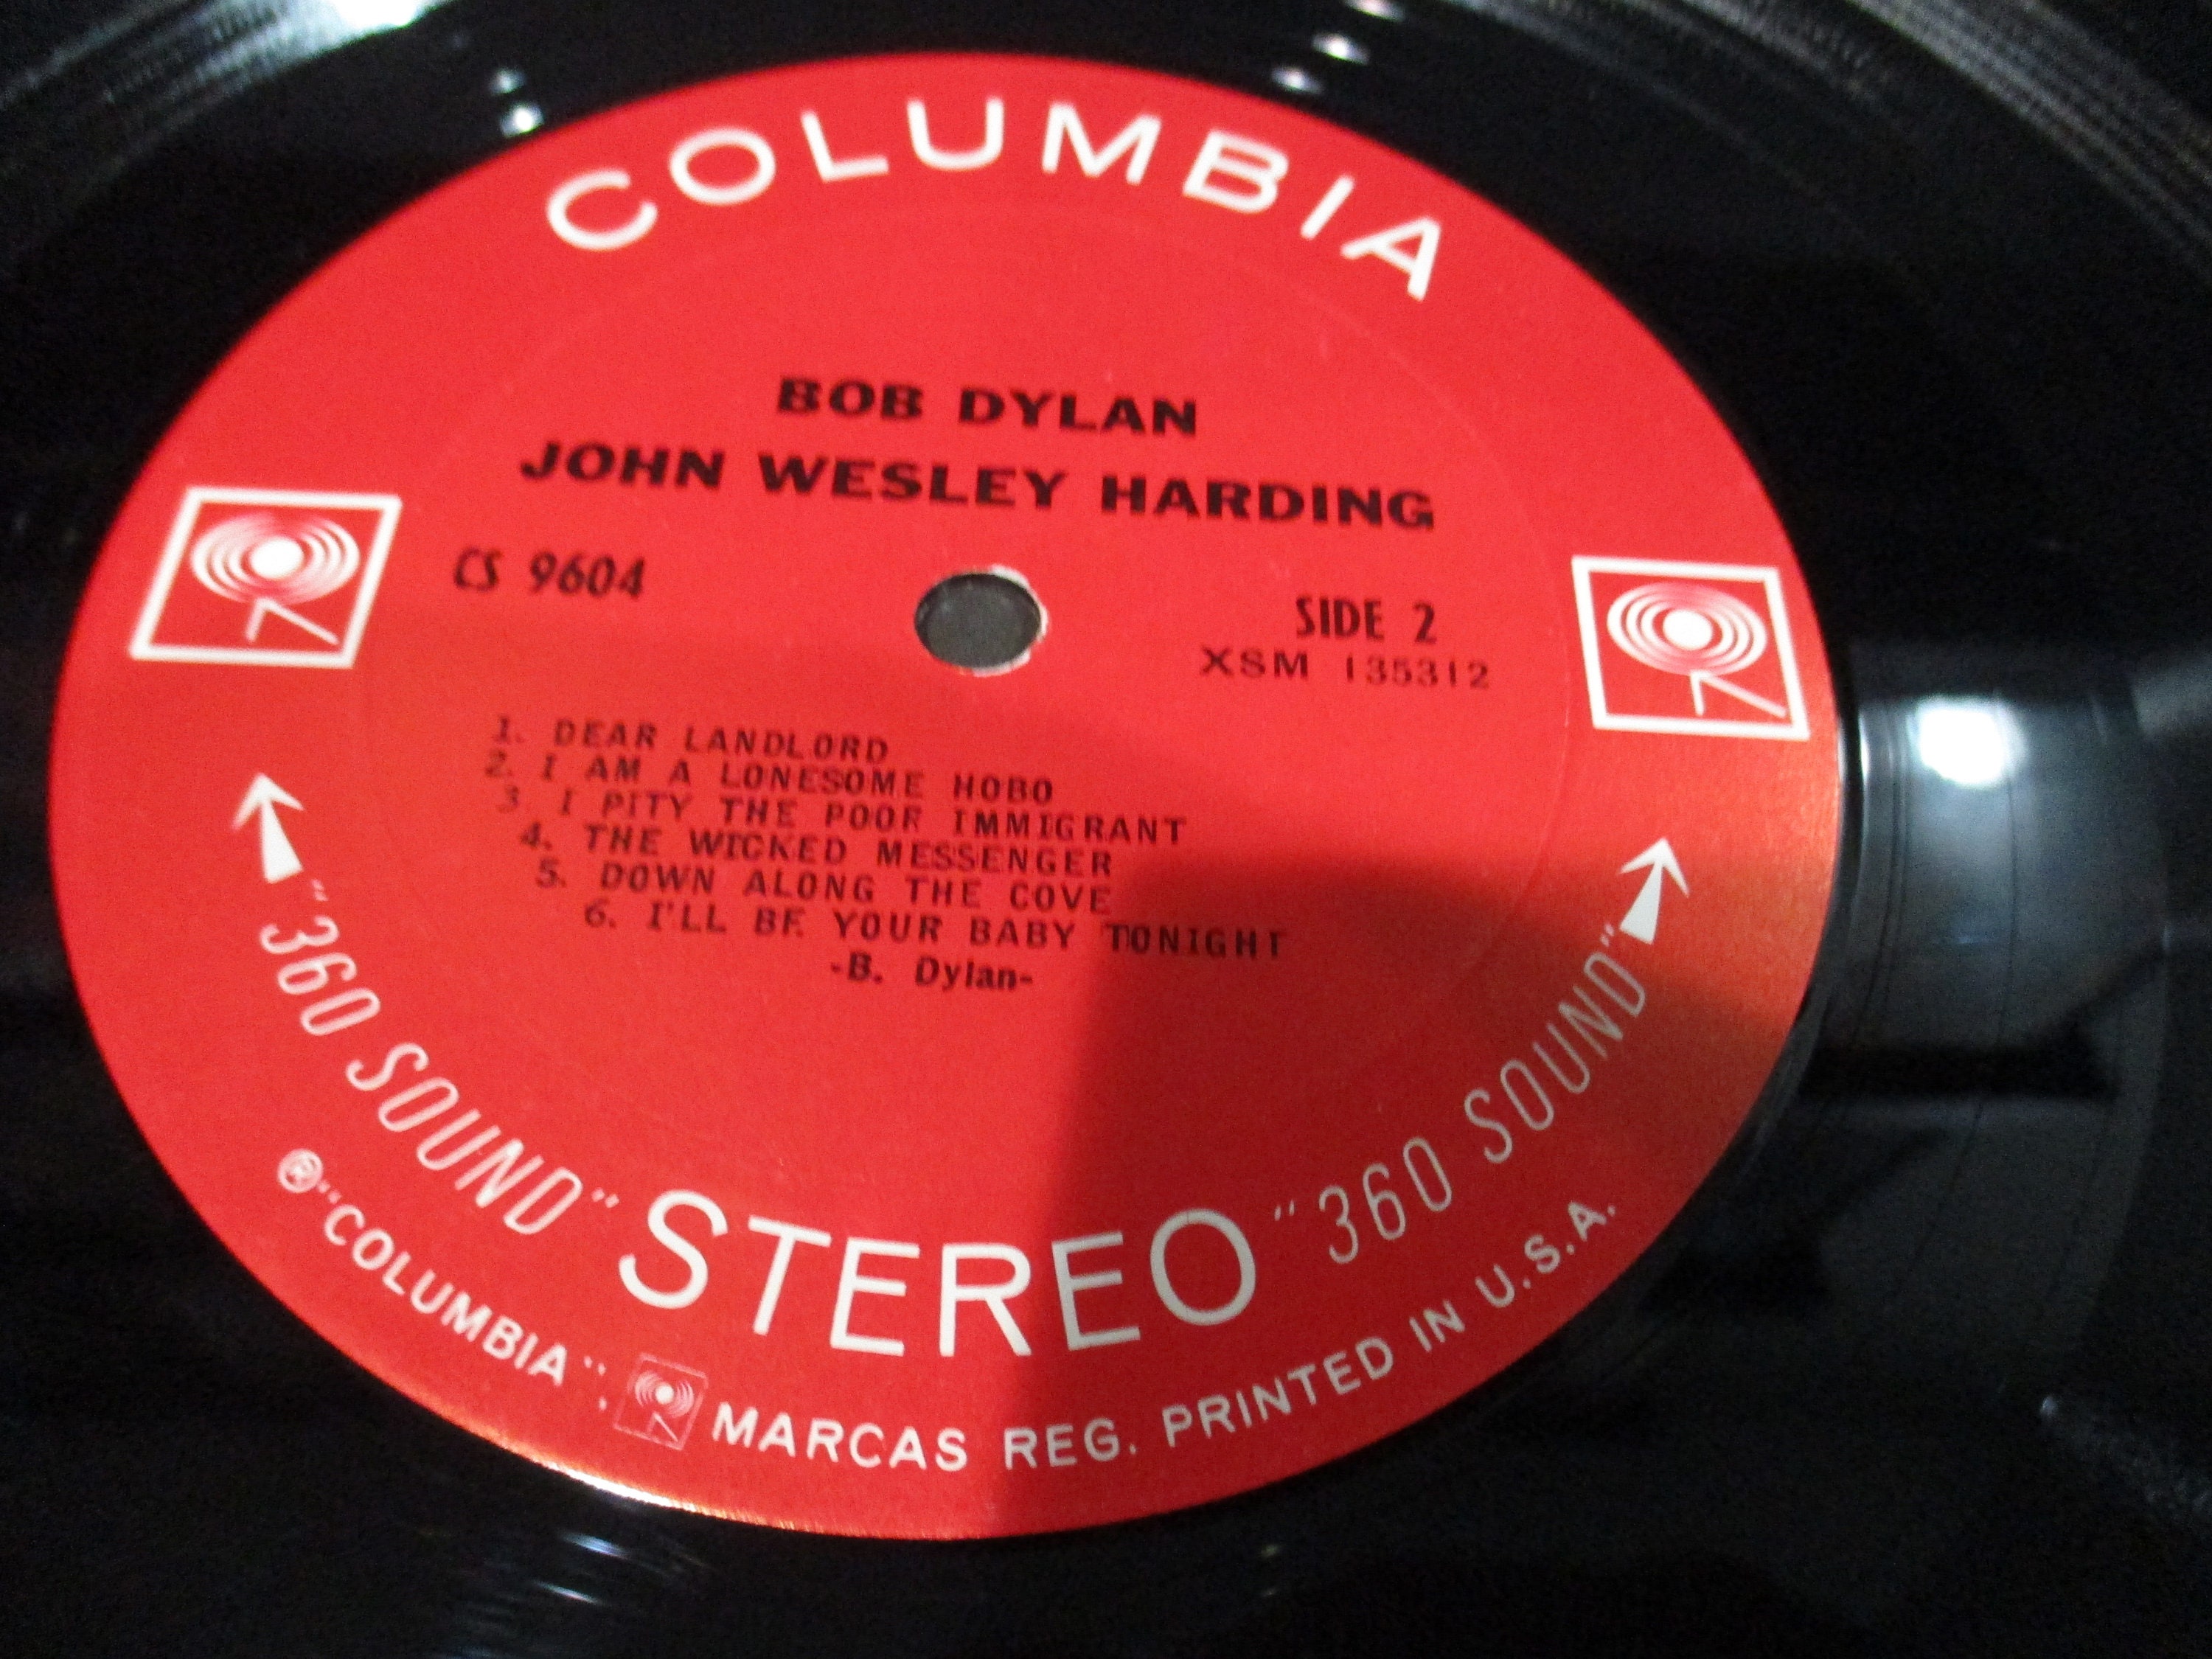 COLUMBIA
BOB DYLAN
JOHN WESLEY HARDING
CS 9604
SIDE 2
XSM 135312
1. DEAR LANDLORD
2. I AM A LONESOME HOBO
3. I PITY THE POOR IMMIGRANT
4. THE WICKED MESSENGER
5. DOWN ALONG THE COVE
6. I'LL BE YOUR BABY TONIGHT
-B. Dylan-
"360 SOUND" STEREO "360 SOUND"
®"COLUMBIA", MARCAS REG. PRINTED IN U.S.A.